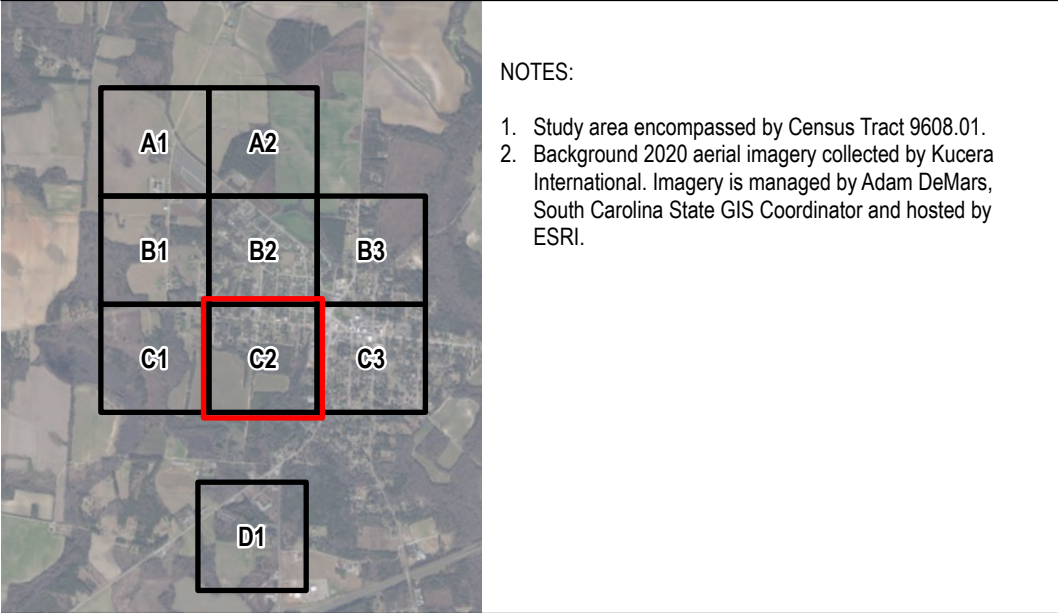 A1
A2
B1
B2
B3
C1
C2
C3
D1
NOTES:
1. Study area encompassed by Census Tract 9608.01.
2. Background 2020 aerial imagery collected by Kucera
International. Imagery is managed by Adam DeMars,
South Carolina State GIS Coordinator and hosted by
ESRI.